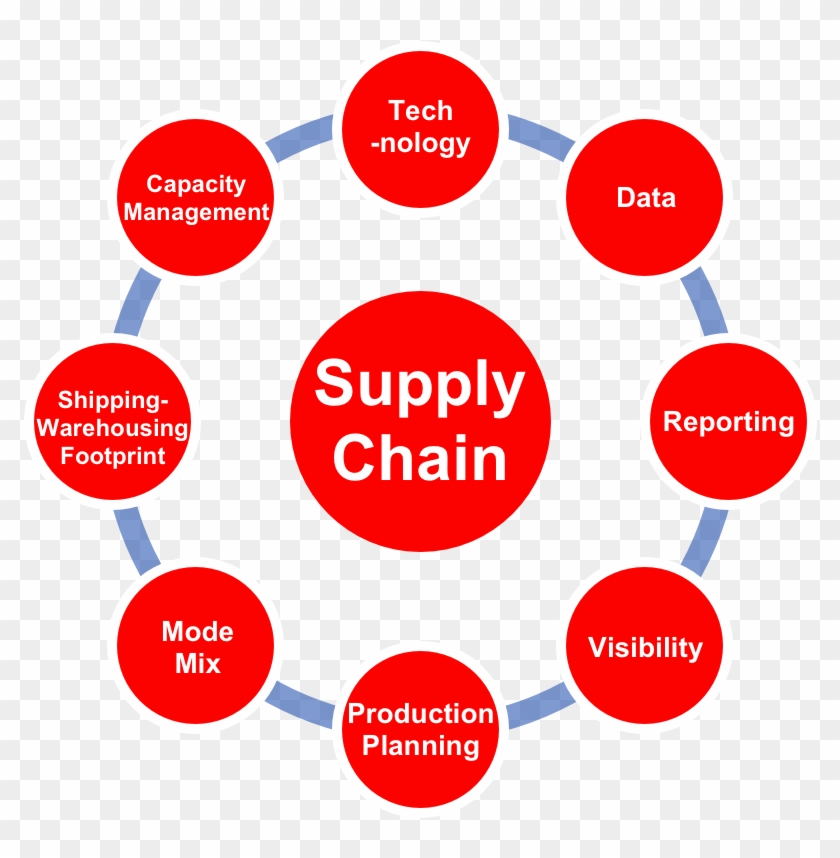 Tech
-nology
Data
Reporting
Visibility
Production
Planning
Mode
Mix
Shipping-
Warehousing
Footprint
Capacity
Management
Supply
Chain